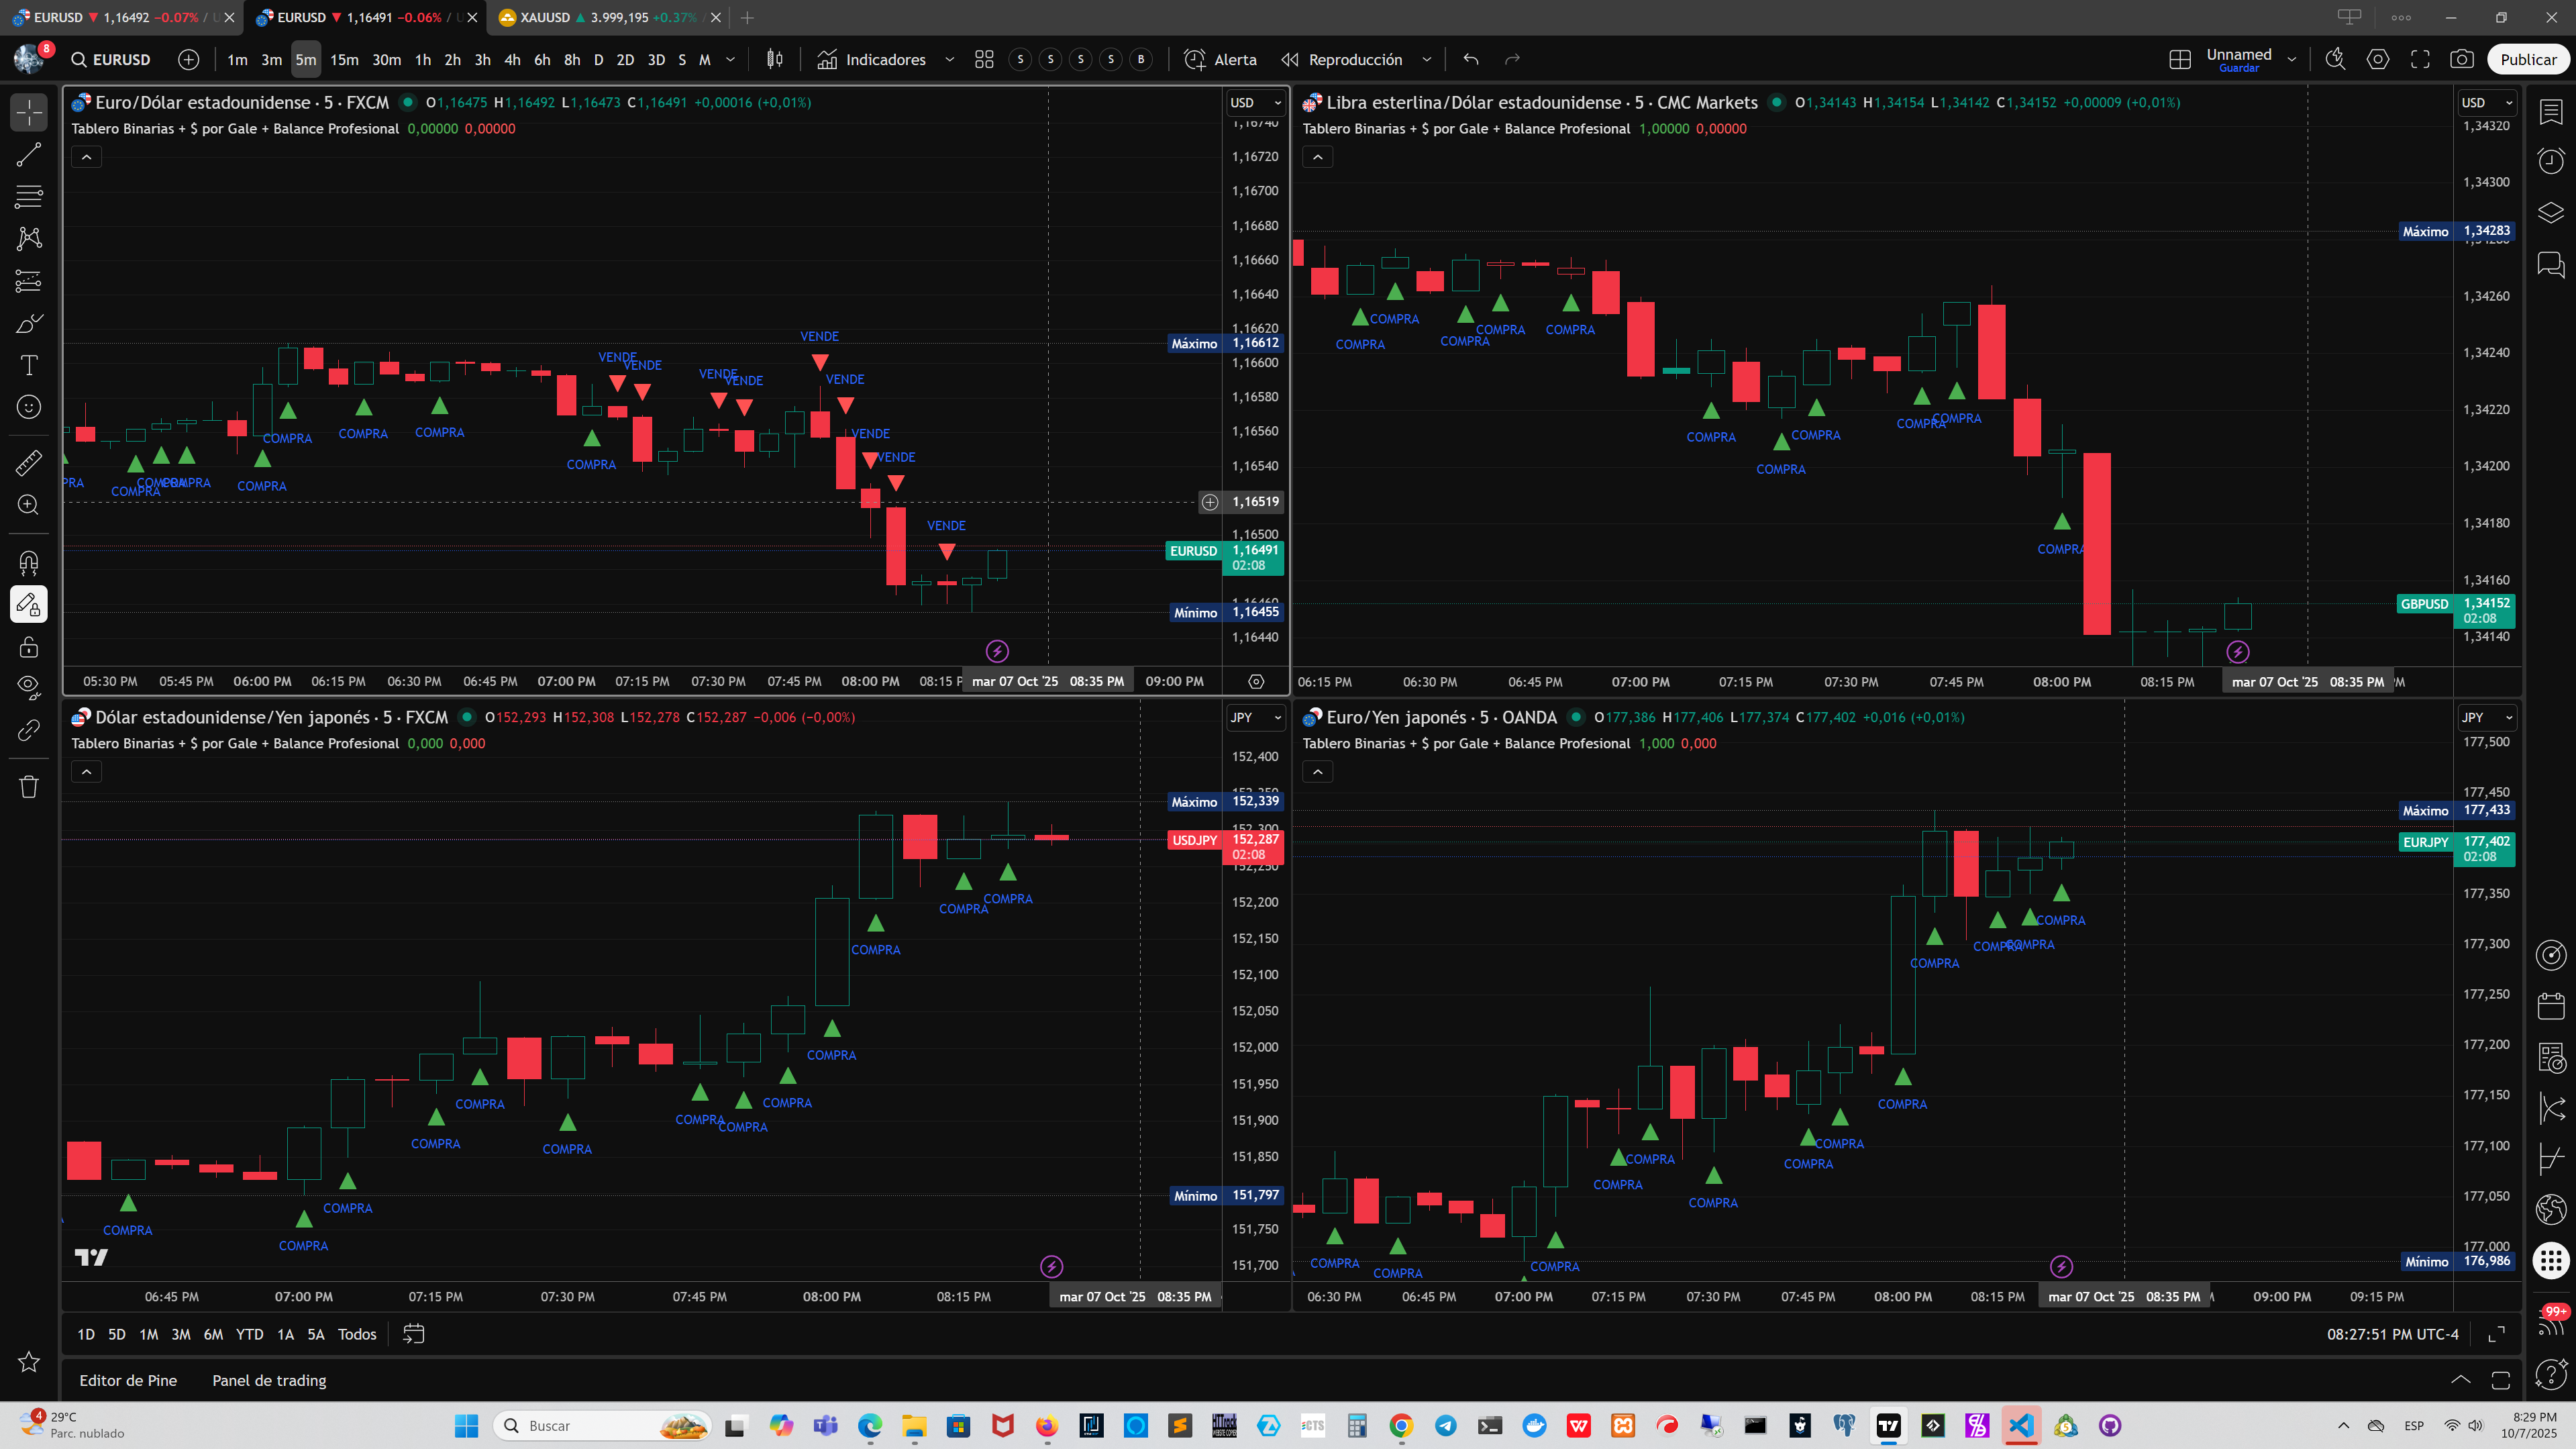 EURUSD ▼ 1,16492 −0.07% / U
EURUSD ▼ 1,16491 −0.06% / U
XAUUSD ▲ 3.999,195 +0.37%
8
EURUSD
1m 3m 5m 15m 30m 1h 2h 3h 4h 6h 8h D 2D 3D S M
Indicadores
S S S S B
Alerta
Reproducción
Unnamed
Guardar
Publicar
Euro/Dólar estadounidense · 5 · FXCM O1,16475 H1,16492 L1,16473 C1,16491 +0,00016 (+0,01%)
Tablero Binarias + $ por Gale + Balance Profesional 0,00000 0,00000
USD
1,16740
1,16720
1,16700
1,16680
1,16660
1,16640
1,16620
Máximo 1,16612
1,16600
1,16580
1,16560
1,16540
1,16519
1,16500
EURUSD 1,16491
02:08
1,16460
Mínimo 1,16455
1,16440
VENDE
VENDE
VENDE
VENDE
VENDE
VENDE
VENDE
VENDE
VENDE
VENDE
PRA
COMPRA
COMPRA
COMPRA
COMPRA
COMPRA
COMPRA
COMPRA
COMPRA
05:30 PM 05:45 PM 06:00 PM 06:15 PM 06:30 PM 06:45 PM 07:00 PM 07:15 PM 07:30 PM 07:45 PM 08:00 PM 08:15 P mar 07 Oct '25 08:35 PM 09:00 PM
Libra esterlina/Dólar estadounidense · 5 · CMC Markets O1,34143 H1,34154 L1,34142 C1,34152 +0,00009 (+0,01%)
Tablero Binarias + $ por Gale + Balance Profesional 1,00000 0,00000
USD
1,34320
1,34300
Máximo 1,34283
1,34280
1,34260
1,34240
1,34220
1,34200
1,34180
1,34160
GBPUSD 1,34152
02:08
1,34140
COMPRA
COMPRA
COMPRA
COMPRA
COMPRA
COMPRA
COMPRA
COMPRA
COMPRA
COMPRA
COMPRA
06:15 PM 06:30 PM 06:45 PM 07:00 PM 07:15 PM 07:30 PM 07:45 PM 08:00 PM 08:15 PM mar 07 Oct '25 08:35 PM M
Dólar estadounidense/Yen japonés · 5 · FXCM O152,293 H152,308 L152,278 C152,287 −0,006 (−0,00%)
Tablero Binarias + $ por Gale + Balance Profesional 0,000 0,000
JPY
152,400
152,350
Máximo 152,339
152,300
USDJPY 152,287
02:08
152,250
152,200
152,150
152,100
152,050
152,000
151,950
151,900
151,850
Mínimo 151,797
151,750
151,700
COMPRA
COMPRA
COMPRA
COMPRA
COMPRA
COMPRA
COMPRA
COMPRA
COMPRA
COMPRA
COMPRA
COMPRA
COMPRA
06:45 PM 07:00 PM 07:15 PM 07:30 PM 07:45 PM 08:00 PM 08:15 PM mar 07 Oct '25 08:35 PM
Euro/Yen japonés · 5 · OANDA O177,386 H177,406 L177,374 C177,402 +0,016 (+0,01%)
Tablero Binarias + $ por Gale + Balance Profesional 1,000 0,000
JPY
177,500
177,450
Máximo 177,433
EURJPY 177,402
02:08
177,350
177,300
177,250
177,200
177,150
177,100
177,050
177,000
Mínimo 176,986
COMPRA
COMPRA
COMPRA
COMPRA
COMPRA
COMPRA
COMPRA
COMPRA
COMPRA
COMPRA
COMPRA
COMPRA
COMPRA
06:30 PM 06:45 PM 07:00 PM 07:15 PM 07:30 PM 07:45 PM 08:00 PM 08:15 PM mar 07 Oct '25 08:35 PM 09:00 PM 09:15 PM
1D 5D 1M 3M 6M YTD 1A 5A Todos
08:27:51 PM UTC-4
99+
Editor de Pine Panel de trading
4
29°C
Parc. nublado
Buscar
ESP
8:29 PM
10/7/2025